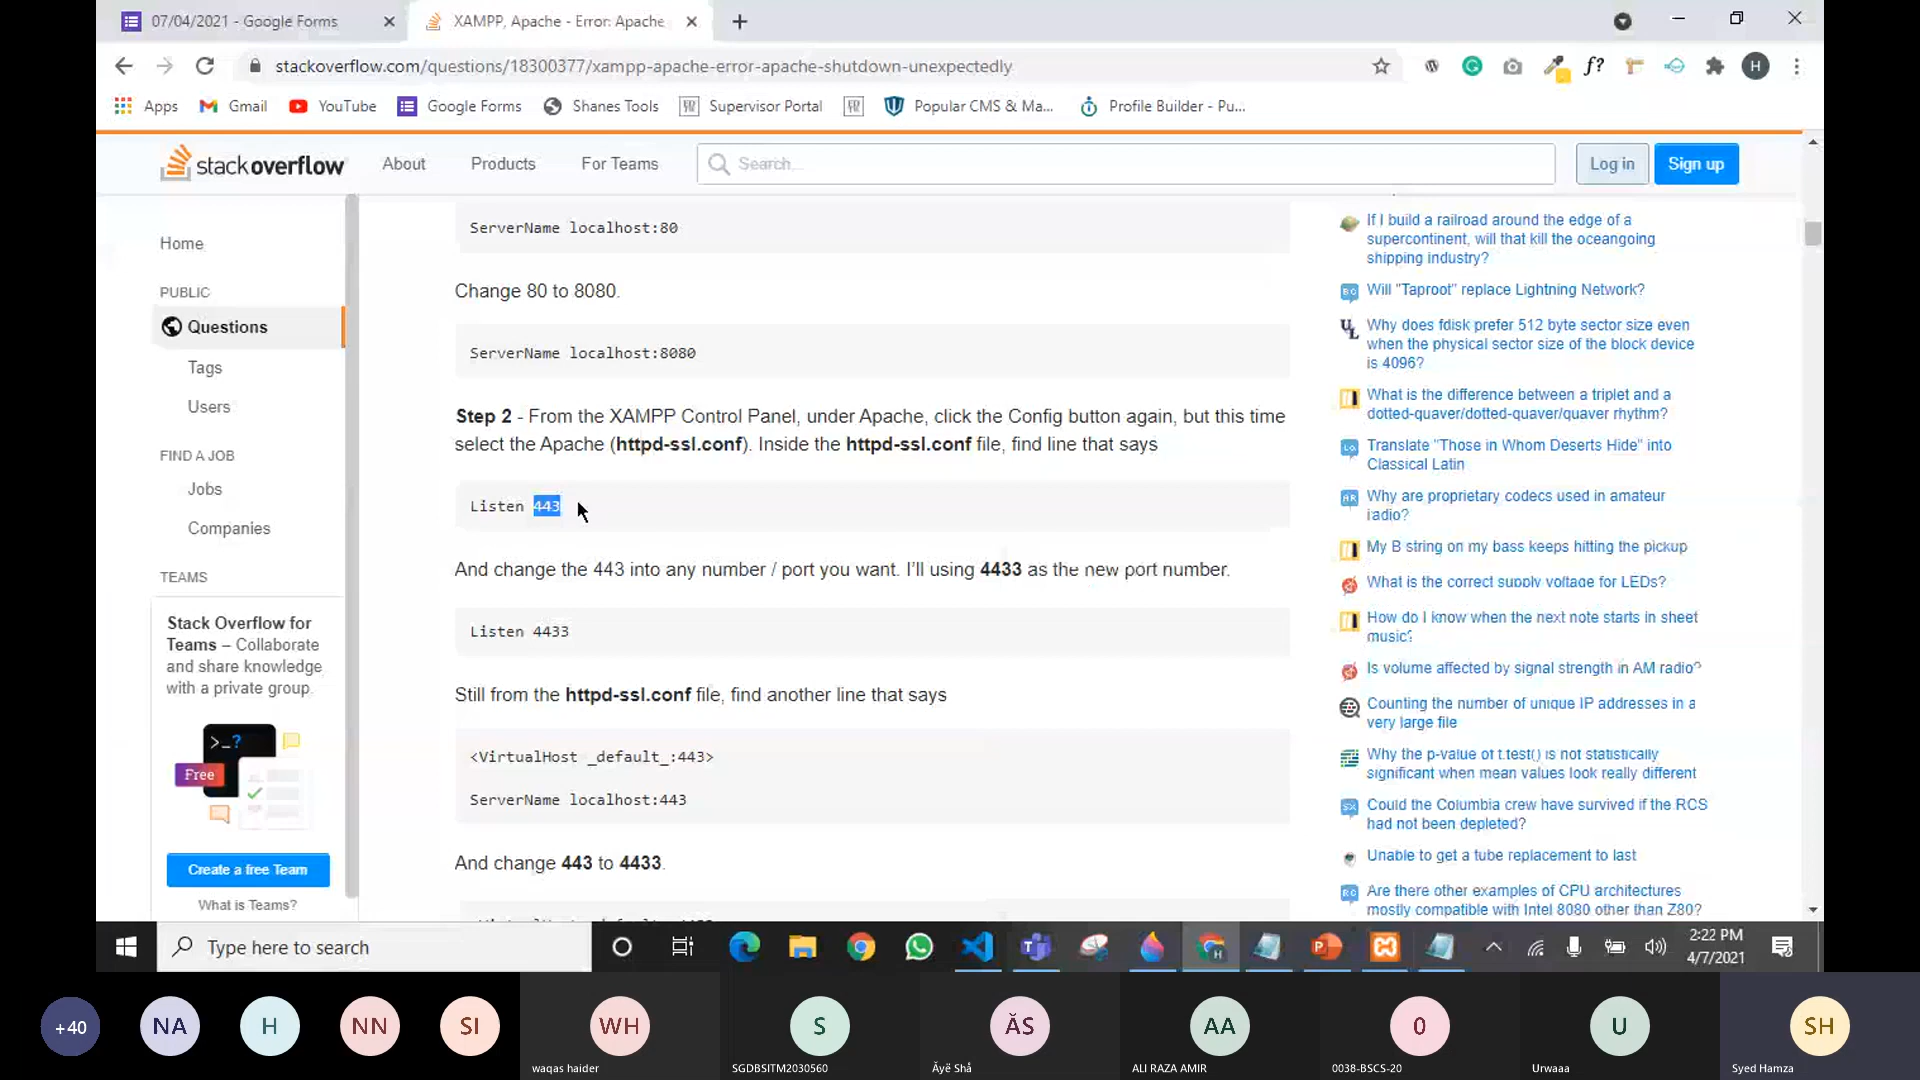 07/04/2021 - Google Forms
XAMPP, Apache - Error: Apache
stackoverflow.com/questions/18300377/xampp-apache-error-apache-shutdown-unexpectedly
f?
H
Apps
Gmail
YouTube
Google Forms
Shanes Tools
Supervisor Portal
Popular CMS & Ma...
Profile Builder - Pu...
stackoverflow
About
Products
For Teams
Search...
Log in
Sign up
Home
PUBLIC
Questions
Tags
Users
FIND A JOB
Jobs
Companies
TEAMS
Stack Overflow for
Teams – Collaborate
and share knowledge
with a private group.
>_?
Free
Create a free Team
What is Teams?
ServerName localhost:80
Change 80 to 8080.
ServerName localhost:8080
Step 2 - From the XAMPP Control Panel, under Apache, click the Config button again, but this time
select the Apache (httpd-ssl.conf). Inside the httpd-ssl.conf file, find line that says
Listen 443
And change the 443 into any number / port you want. I'll using 4433 as the new port number.
Listen 4433
Still from the httpd-ssl.conf file, find another line that says
<VirtualHost _default_:443>
ServerName localhost:443
And change 443 to 4433.
If I build a railroad around the edge of a
supercontinent, will that kill the oceangoing
shipping industry?
Will "Taproot" replace Lightning Network?
Why does fdisk prefer 512 byte sector size even
when the physical sector size of the block device
is 4096?
What is the difference between a triplet and a
dotted-quaver/dotted-quaver/quaver rhythm?
Translate "Those in Whom Deserts Hide" into
Classical Latin
Why are proprietary codecs used in amateur
radio?
My B string on my bass keeps hitting the pickup
What is the correct supply voltage for LEDs?
How do I know when the next note starts in sheet
music?
Is volume affected by signal strength in AM radio?
Counting the number of unique IP addresses in a
very large file
Why the p-value of t.test() is not statistically
significant when mean values look really different
Could the Columbia crew have survived if the RCS
had not been depleted?
Unable to get a tube replacement to last
Are there other examples of CPU architectures
mostly compatible with Intel 8080 other than Z80?
Type here to search
2:22 PM
4/7/2021
+40
NA
H
NN
SI
WH
waqas haider
S
SGDBSITM2030560
ĂS
Ăyë Shå
AA
ALI RAZA AMIR
0
0038-BSCS-20
U
Urwaaa
SH
Syed Hamza